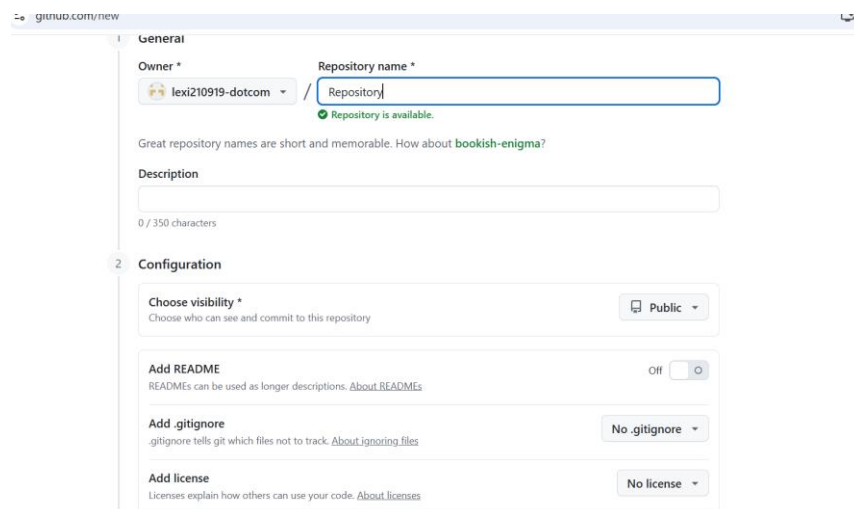 github.com/new
1 General
Owner * Repository name *
lexi210919-dotcom / Repository
Repository is available.
Great repository names are short and memorable. How about bookish-enigma?
Description
0 / 350 characters
2 Configuration
Choose visibility *
Choose who can see and commit to this repository
Public
Add README
READMEs can be used as longer descriptions. About READMEs
Off
Add .gitignore
.gitignore tells git which files not to track. About ignoring files
No .gitignore
Add license
Licenses explain how others can use your code. About licenses
No license